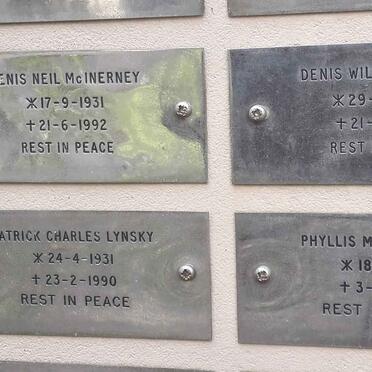 ENIS NEIL McINERNEY
⚹17-9-1931
✝21-6-1992
REST IN PEACE
DENIS WIL
⚹29-
✝21-
REST
ATRICK CHARLES LYNSKY
⚹24-4-1931
✝23-2-1990
REST IN PEACE
PHYLLIS M
⚹18
✝3-
REST